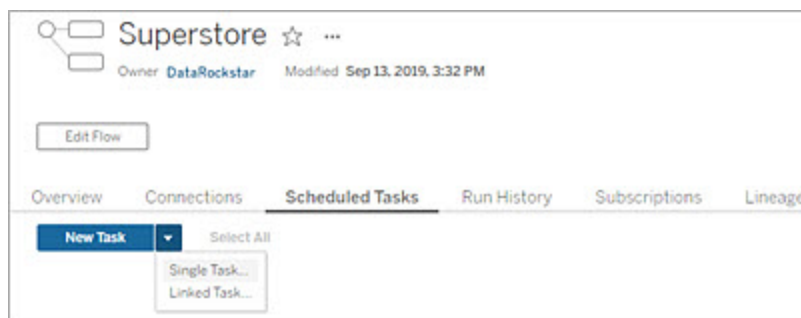 Superstore ☆ ...
Owner DataRockstar Modified Sep 13, 2019, 3:32 PM
Edit Flow
Overview Connections Scheduled Tasks Run History Subscriptions Lineage
New Task Select All
Single Task...
Linked Task...